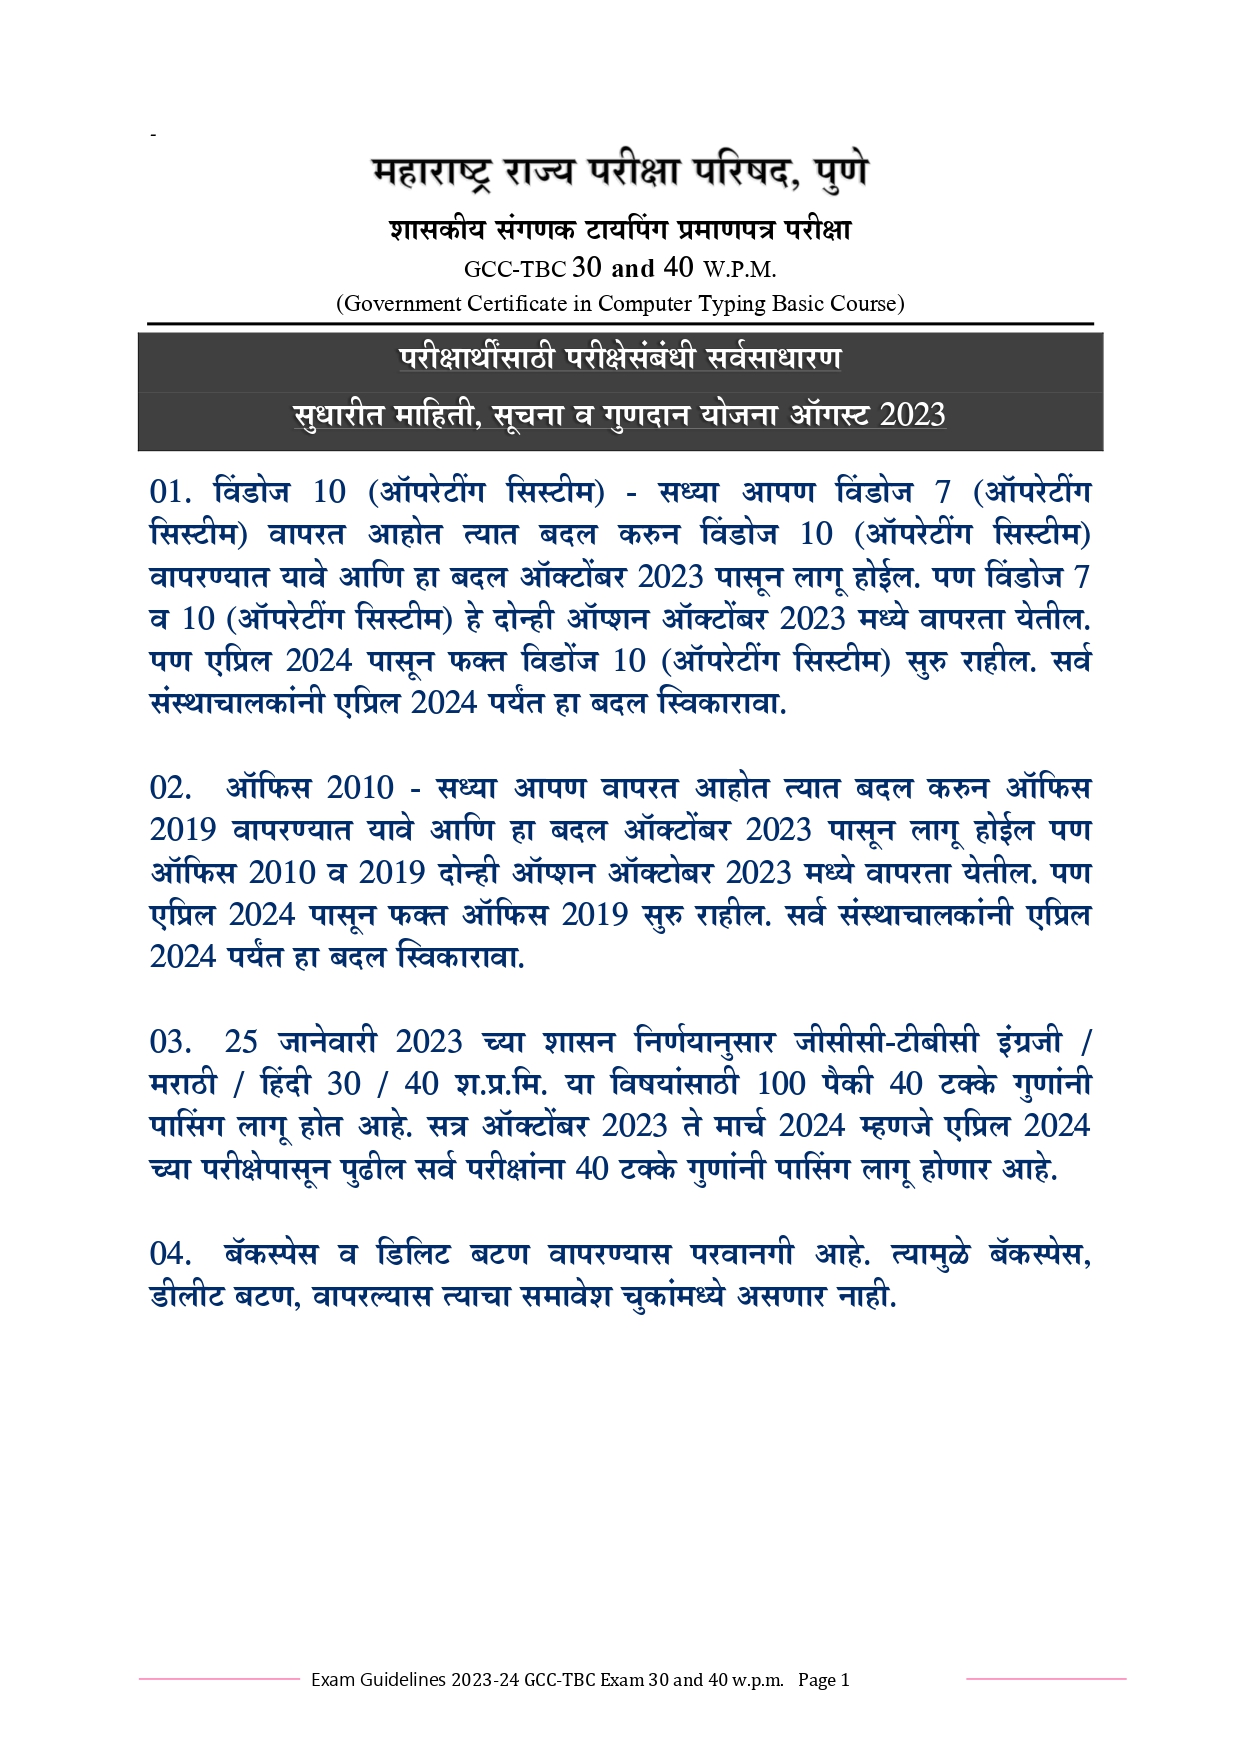 -
महाराष्ट्र राज्य परीक्षा परिषद, पुणे
शासकीय संगणक टायपिंग प्रमाणपत्र परीक्षा
GCC-TBC 30 and 40 W.P.M.
(Government Certificate in Computer Typing Basic Course)
परीक्षार्थींसाठी परीक्षेसंबंधी सर्वसाधारण
सुधारीत माहिती, सूचना व गुणदान योजना ऑगस्ट 2023
01. विंडोज 10 (ऑपरेटींग सिस्टीम) - सध्या आपण विंडोज 7 (ऑपरेटींग
सिस्टीम) वापरत आहोत त्यात बदल करुन विंडोज 10 (ऑपरेटींग सिस्टीम)
वापरण्यात यावे आणि हा बदल ऑक्टोंबर 2023 पासून लागू होईल. पण विंडोज 7
व 10 (ऑपरेटींग सिस्टीम) हे दोन्ही ऑप्शन ऑक्टोंबर 2023 मध्ये वापरता येतील.
पण एप्रिल 2024 पासून फक्त विडोंज 10 (ऑपरेटींग सिस्टीम) सुरु राहील. सर्व
संस्थाचालकांनी एप्रिल 2024 पर्यंत हा बदल स्विकारावा.
02. ऑफिस 2010 - सध्या आपण वापरत आहोत त्यात बदल करुन ऑफिस
2019 वापरण्यात यावे आणि हा बदल ऑक्टोंबर 2023 पासून लागू होईल पण
ऑफिस 2010 व 2019 दोन्ही ऑप्शन ऑक्टोबर 2023 मध्ये वापरता येतील. पण
एप्रिल 2024 पासून फक्त ऑफिस 2019 सुरु राहील. सर्व संस्थाचालकांनी एप्रिल
2024 पर्यंत हा बदल स्विकारावा.
03. 25 जानेवारी 2023 च्या शासन निर्णयानुसार जीसीसी-टीबीसी इंग्रजी /
मराठी / हिंदी 30 / 40 श.प्र.मि. या विषयांसाठी 100 पैकी 40 टक्के गुणांनी
पासिंग लागू होत आहे. सत्र ऑक्टोंबर 2023 ते मार्च 2024 म्हणजे एप्रिल 2024
च्या परीक्षेपासून पुढील सर्व परीक्षांना 40 टक्के गुणांनी पासिंग लागू होणार आहे.
04. बॅकस्पेस व डिलिट बटण वापरण्यास परवानगी आहे. त्यामुळे बॅकस्पेस,
डीलीट बटण, वापरल्यास त्याचा समावेश चुकांमध्ये असणार नाही.
Exam Guidelines 2023-24 GCC-TBC Exam 30 and 40 w.p.m. Page 1